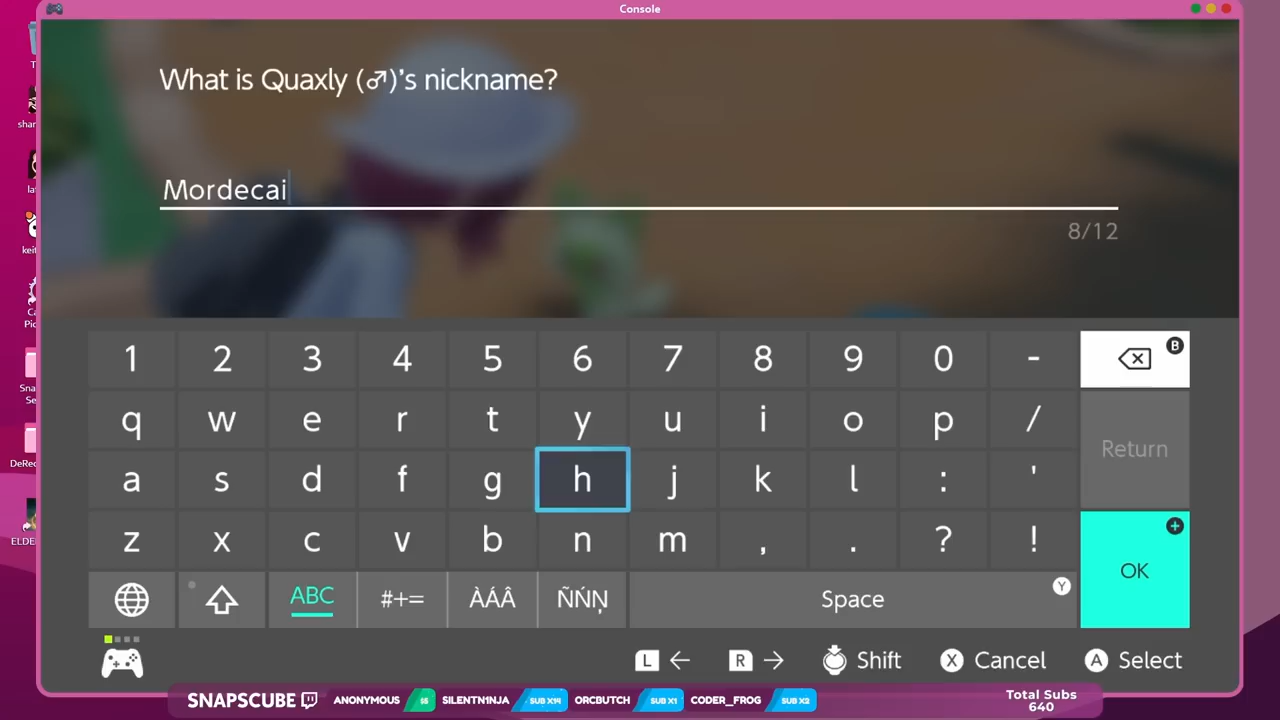 Console
What is Quaxly (♂)'s nickname?
Mordecai
8/12
1 2 3 4 5 6 7 8 9 0 -
B
q w e r t y u i o p /
Return
a s d f g h j k l : '
z x c v b n m , . ? !
+
OK
ABC #+= ÀÁÂ ÑŃṆ Space Y
L ← R → Shift X Cancel A Select
SNAPSCUBE ANONYMOUS $5 SILENTN1NJA SUB X14 ORCBUTCH SUB X1 CODER_FROG SUB X2
Total Subs
640